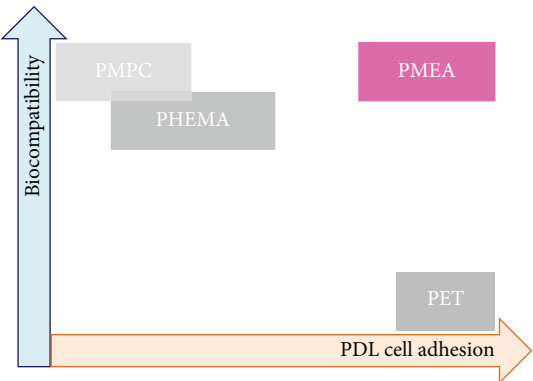 PMPC
PMEA
PHEMA
Biocompatibility
PET
PDL cell adhesion